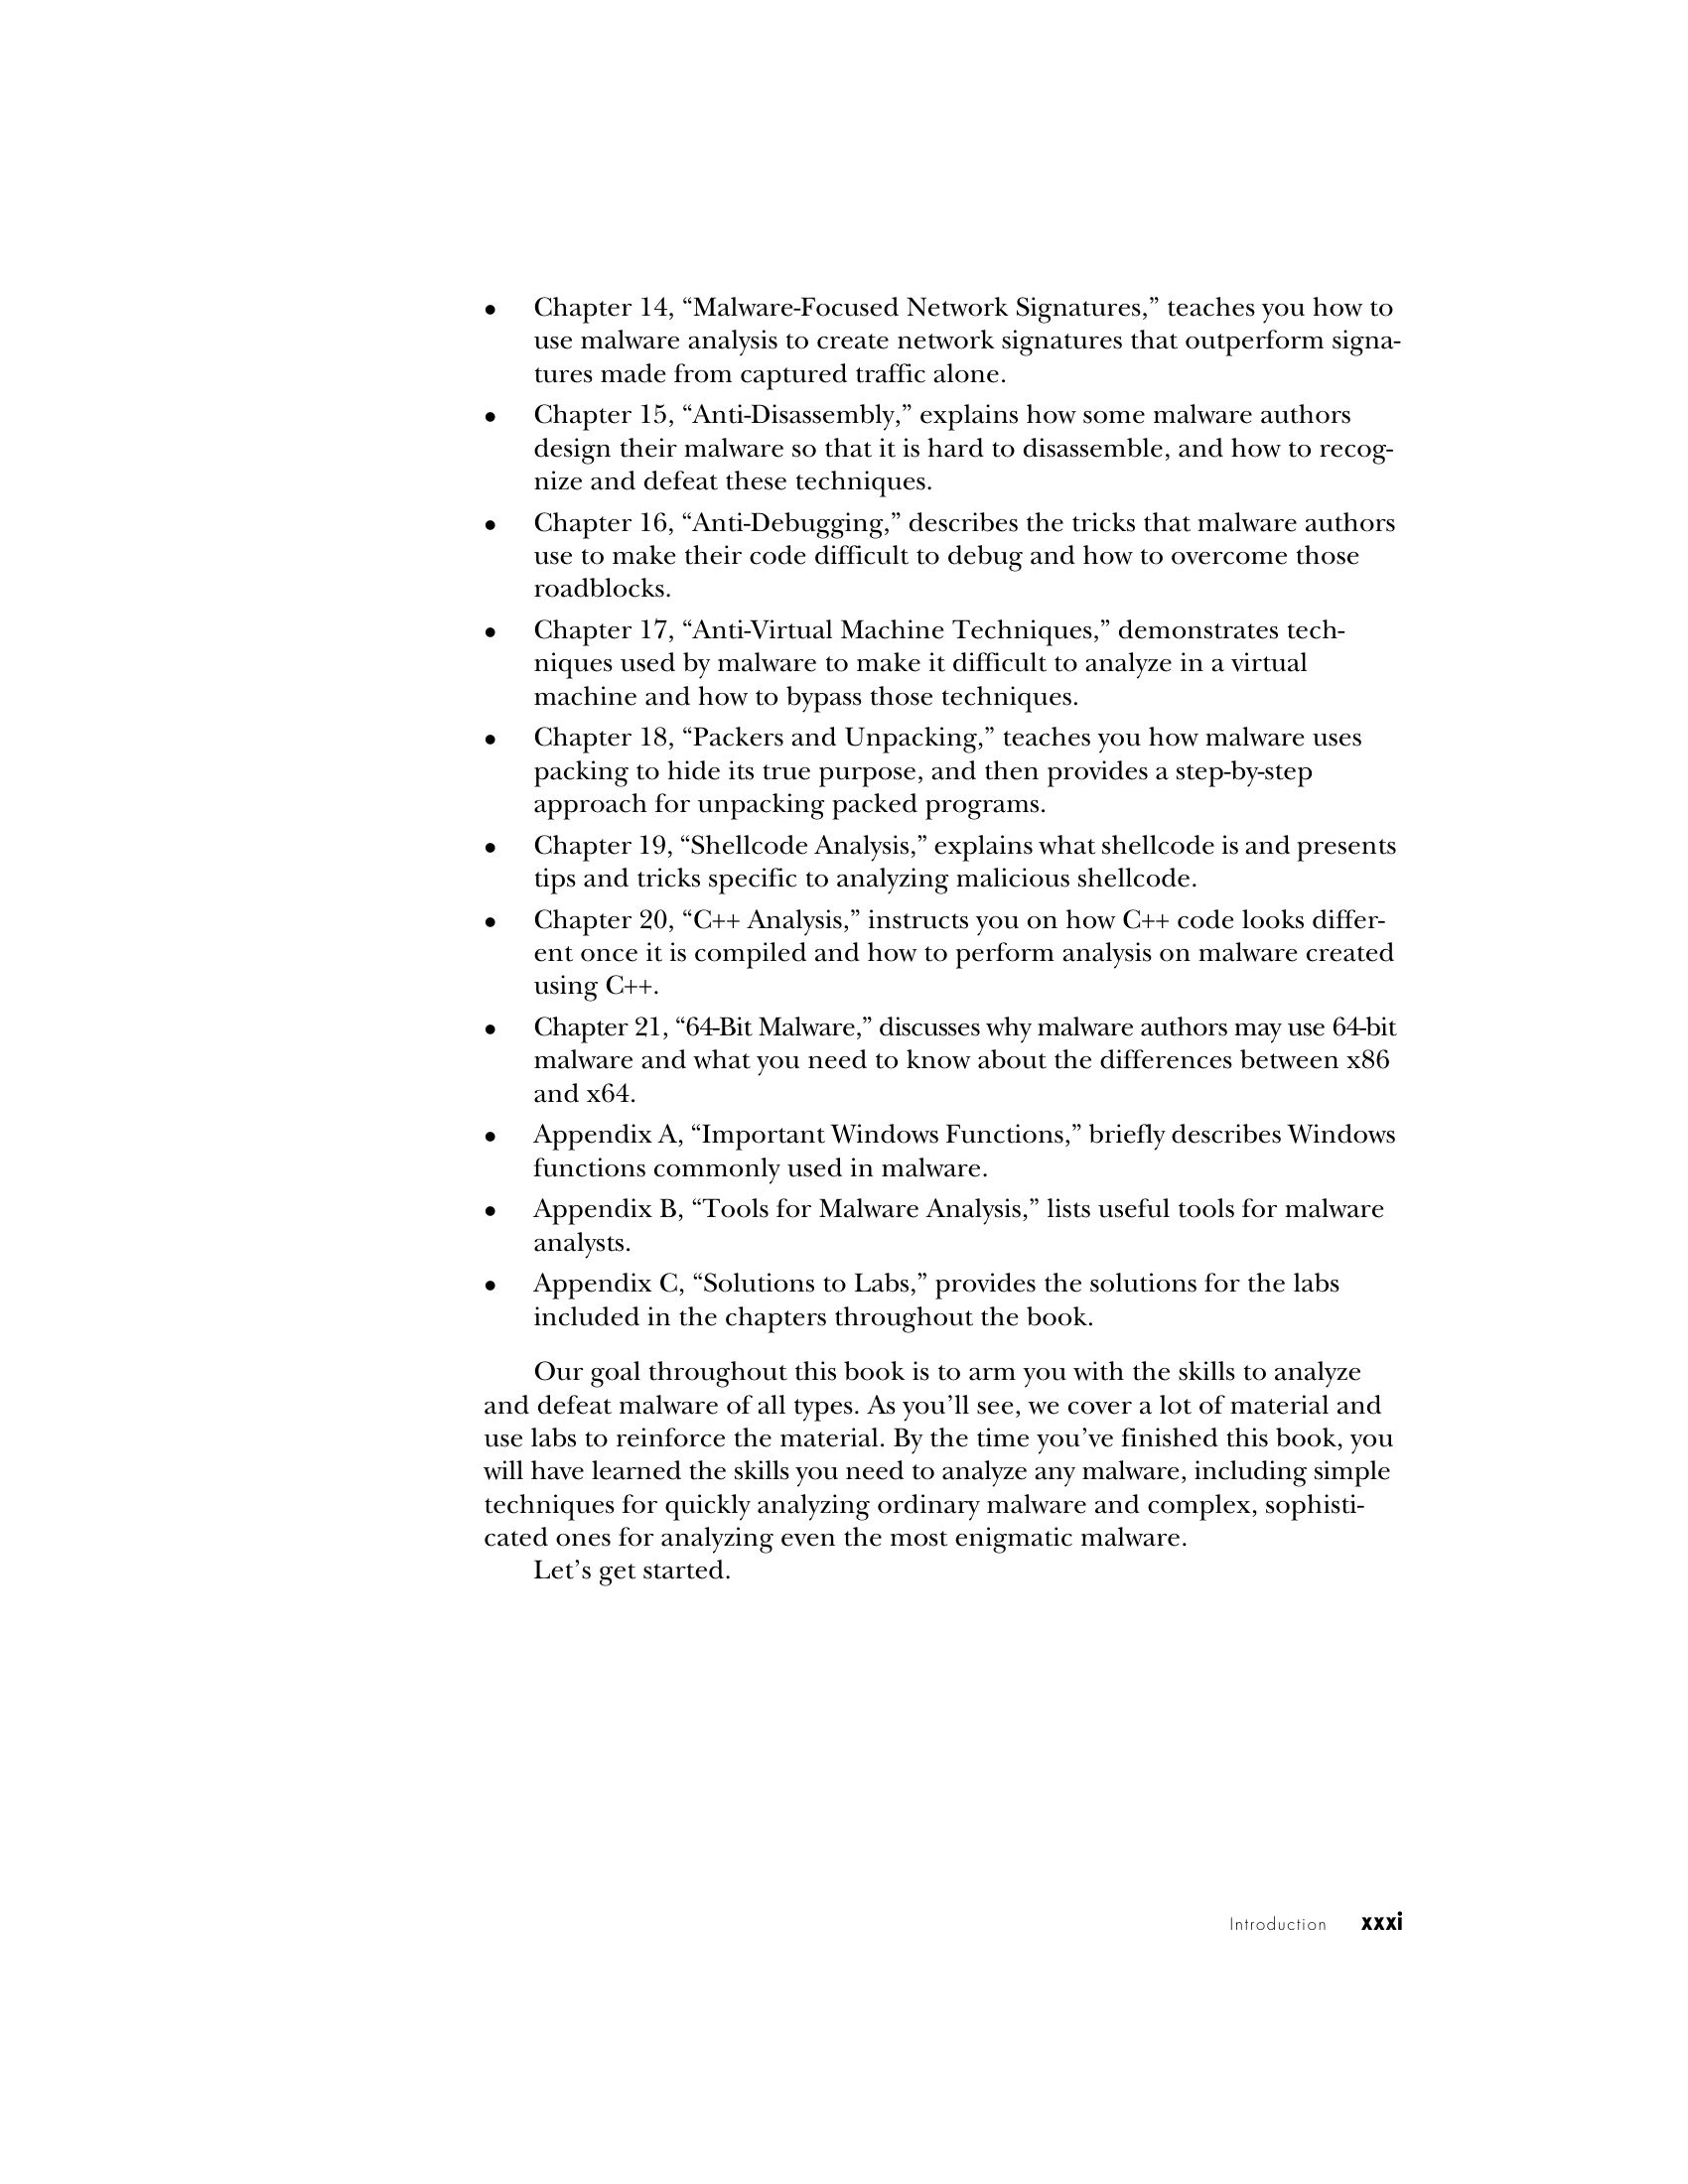 • Chapter 14, “Malware-Focused Network Signatures,” teaches you how to
use malware analysis to create network signatures that outperform signa-
tures made from captured traffic alone.
• Chapter 15, “Anti-Disassembly,” explains how some malware authors
design their malware so that it is hard to disassemble, and how to recog-
nize and defeat these techniques.
• Chapter 16, “Anti-Debugging,” describes the tricks that malware authors
use to make their code difficult to debug and how to overcome those
roadblocks.
• Chapter 17, “Anti-Virtual Machine Techniques,” demonstrates tech-
niques used by malware to make it difficult to analyze in a virtual
machine and how to bypass those techniques.
• Chapter 18, “Packers and Unpacking,” teaches you how malware uses
packing to hide its true purpose, and then provides a step-by-step
approach for unpacking packed programs.
• Chapter 19, “Shellcode Analysis,” explains what shellcode is and presents
tips and tricks specific to analyzing malicious shellcode.
• Chapter 20, “C++ Analysis,” instructs you on how C++ code looks differ-
ent once it is compiled and how to perform analysis on malware created
using C++.
• Chapter 21, “64-Bit Malware,” discusses why malware authors may use 64-bit
malware and what you need to know about the differences between x86
and x64.
• Appendix A, “Important Windows Functions,” briefly describes Windows
functions commonly used in malware.
• Appendix B, “Tools for Malware Analysis,” lists useful tools for malware
analysts.
• Appendix C, “Solutions to Labs,” provides the solutions for the labs
included in the chapters throughout the book.
Our goal throughout this book is to arm you with the skills to analyze
and defeat malware of all types. As you’ll see, we cover a lot of material and
use labs to reinforce the material. By the time you’ve finished this book, you
will have learned the skills you need to analyze any malware, including simple
techniques for quickly analyzing ordinary malware and complex, sophisti-
cated ones for analyzing even the most enigmatic malware.
Let’s get started.
Introduction xxxi